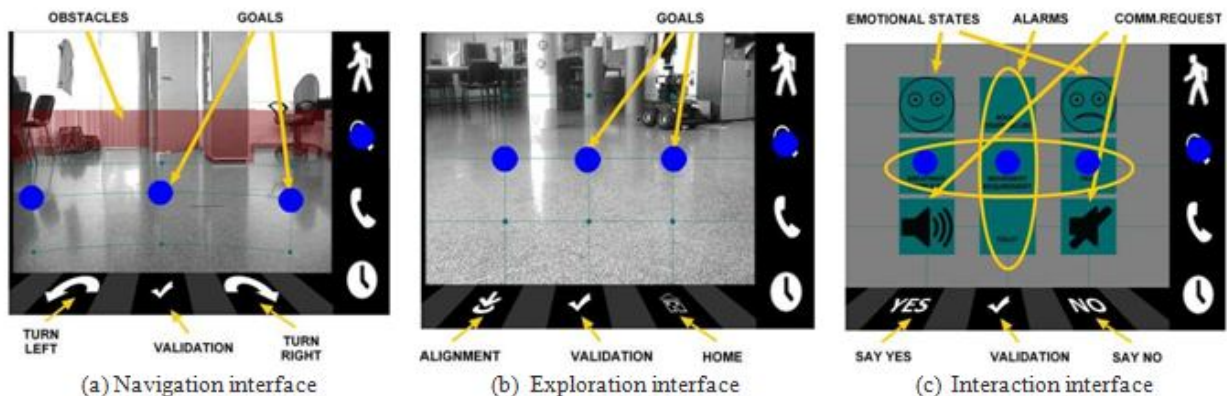 OBSTACLES GOALS
TURN
LEFT
VALIDATION
TURN
RIGHT
(a) Navigation interface
GOALS
ALIGNMENT VALIDATION HOME
(b) Exploration interface
EMOTIONAL STATES ALARMS COMM.REQUEST
TOILET
YES NO
SAY YES VALIDATION SAY NO
(c) Interaction interface